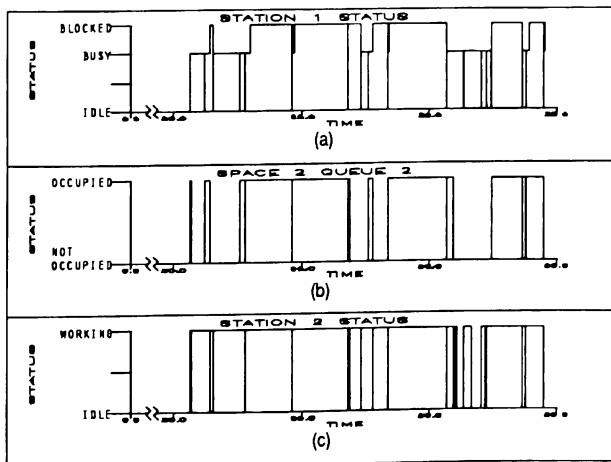 STATION 1 STATUS
BLOCKED
BUSY
STATUS
IDLE
TIME
(a)
SPACE 2 QUEUE 2
OCCUPIED
STATUS
NOT
OCCUPIED
TIME
(b)
STATION 2 STATUS
WORKING
STATUS
IDLE
TIME
(c)